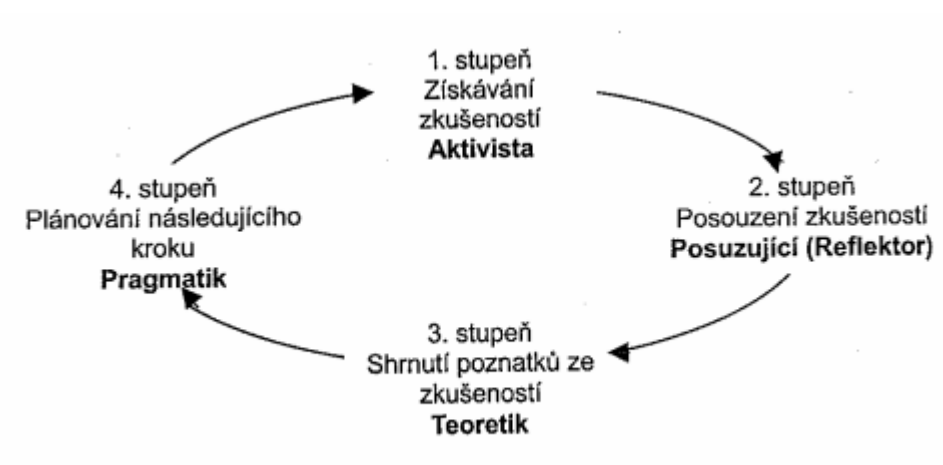 1. stupeň
Získávání
zkušeností
Aktivista
2. stupeň
Posouzení zkušeností
Posuzující (Reflektor)
3. stupeň
Shrnutí poznatků ze
zkušeností
Teoretik
4. stupeň
Plánování následujícího
kroku
Pragmatik